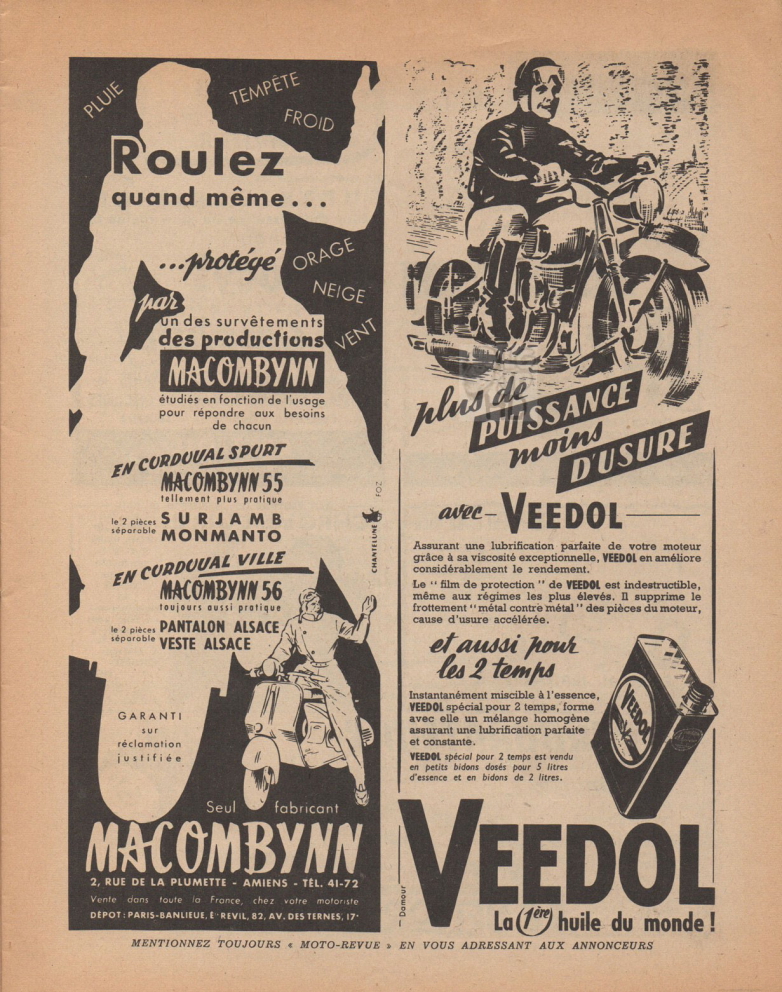 PLUIE
TEMPÊTE
FROID
Roulez
quand même...
...protégé
ORAGE
NEIGE
VENT
par
un des survêtements
des productions
MACOMBYNN
étudiés en fonction de l'usage
pour répondre aux besoins
de chacun
EN CORDOUAL SPORT
MACOMBYNN 55
tellement plus pratique
le 2 pièces
séparable
SURJAMB
MONMANTO
EN CORDOUAL VILLE
MACOMBYNN 56
toujours aussi pratique
le 2 pièces
séparable
PANTALON ALSACE
VESTE ALSACE
GARANTI
sur
réclamation
justifiée
Seul fabricant
MACOMBYNN
2, RUE DE LA PLUMETTE - AMIENS - TÉL. 41-72
Vente dans toute la France, chez votre motoriste
DÉPOT : PARIS-BANLIEUE, Ets REVIL, 82, AV. DES TERNES, 17e
CHANTELUNE FOZ
plus de
PUISSANCE
moins
D'USURE
avec - VEEDOL
Assurant une lubrification parfaite de votre moteur
grâce à sa viscosité exceptionnelle, VEEDOL en améliore
considérablement le rendement.
Le "film de protection" de VEEDOL est indestructible,
même aux régimes les plus élevés. Il supprime le
frottement "métal contre métal" des pièces du moteur,
cause d'usure accélérée.
et aussi pour
les 2 temps
Instantanément miscible à l'essence,
VEEDOL spécial pour 2 temps, forme
avec elle un mélange homogène
assurant une lubrification parfaite
et constante.
VEEDOL spécial pour 2 temps est vendu
en petits bidons dosés pour 5 litres
d'essence et en bidons de 2 litres.
VEEDOL
Damour
VEEDOL
La 1ère huile du monde !
MENTIONNEZ TOUJOURS « MOTO-REVUE » EN VOUS ADRESSANT AUX ANNONCEURS